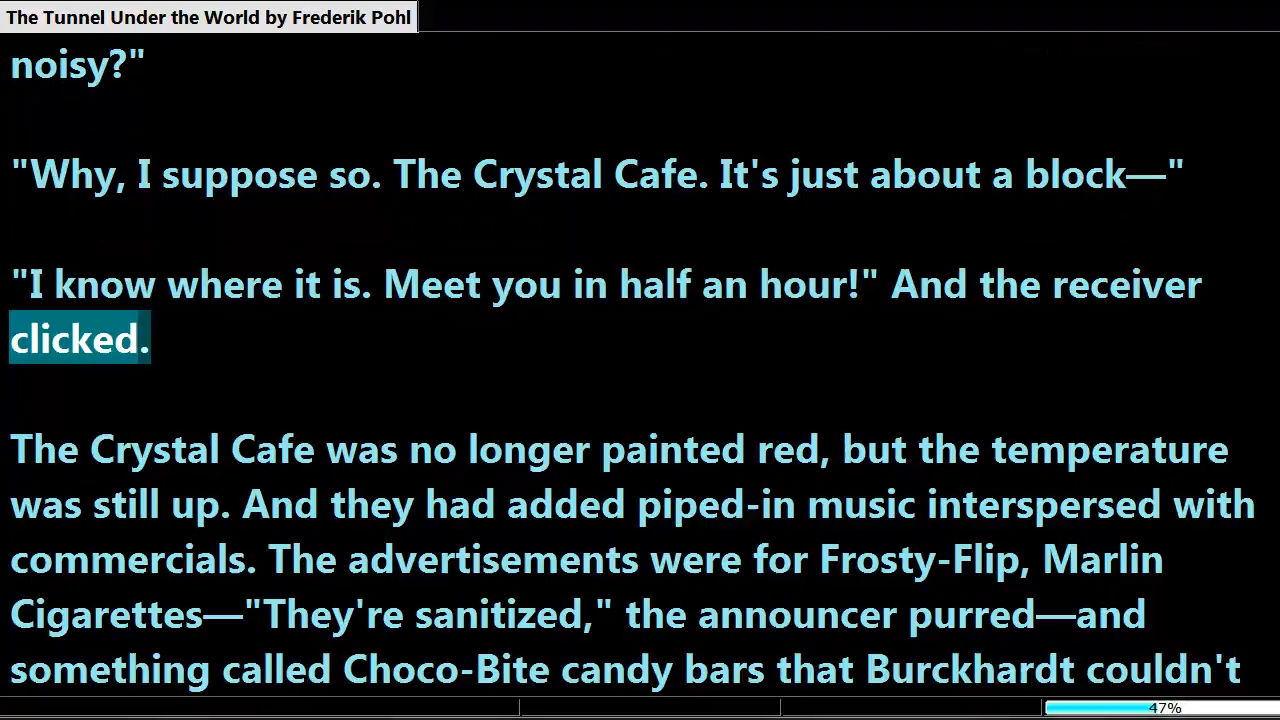 The Tunnel Under the World by Frederik Pohl
noisy?"
"Why, I suppose so. The Crystal Cafe. It's just about a block—"
"I know where it is. Meet you in half an hour!" And the receiver
clicked.
The Crystal Cafe was no longer painted red, but the temperature
was still up. And they had added piped-in music interspersed with
commercials. The advertisements were for Frosty-Flip, Marlin
Cigarettes—"They're sanitized," the announcer purred—and
something called Choco-Bite candy bars that Burckhardt couldn't
47%